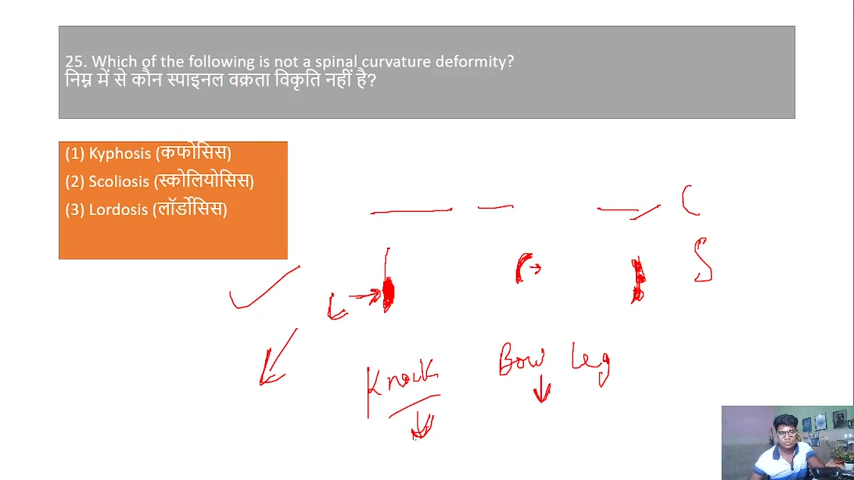 25. Which of the following is not a spinal curvature deformity?
निम्न में से कौन स्पाइनल वक्रता विकृति नहीं है?
(1) Kyphosis (कफोसिस)
(2) Scoliosis (स्कोलियोसिस)
(3) Lordosis (लॉर्डोसिस)
C
S
Knock
Bow leg